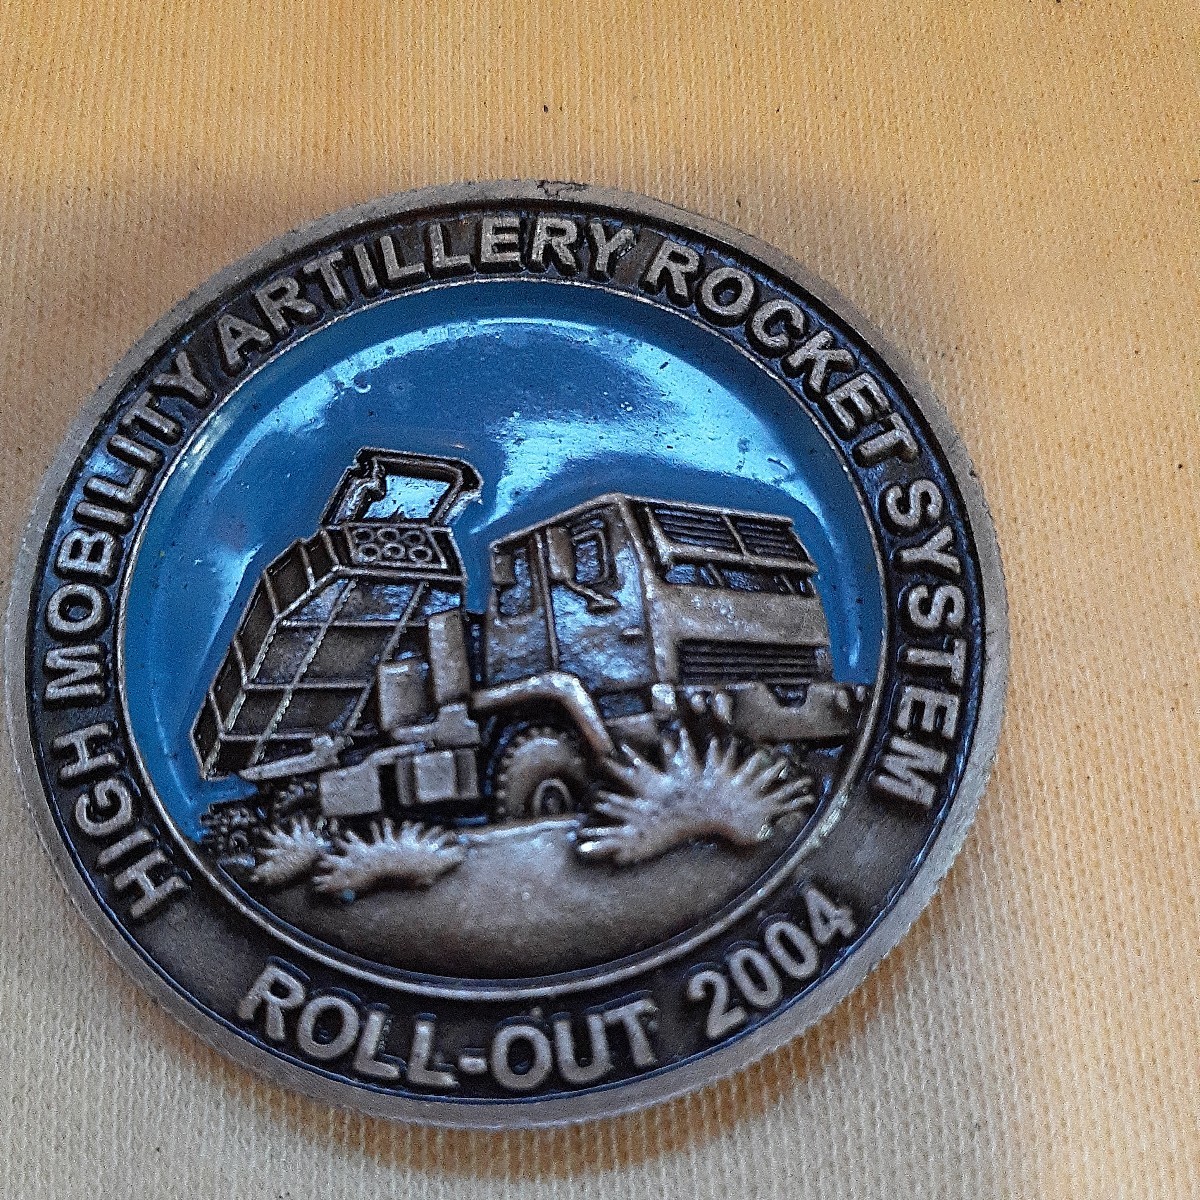 HIGH MOBILITY ARTILLERY ROCKET SYSTEM
ROLL-OUT 2004